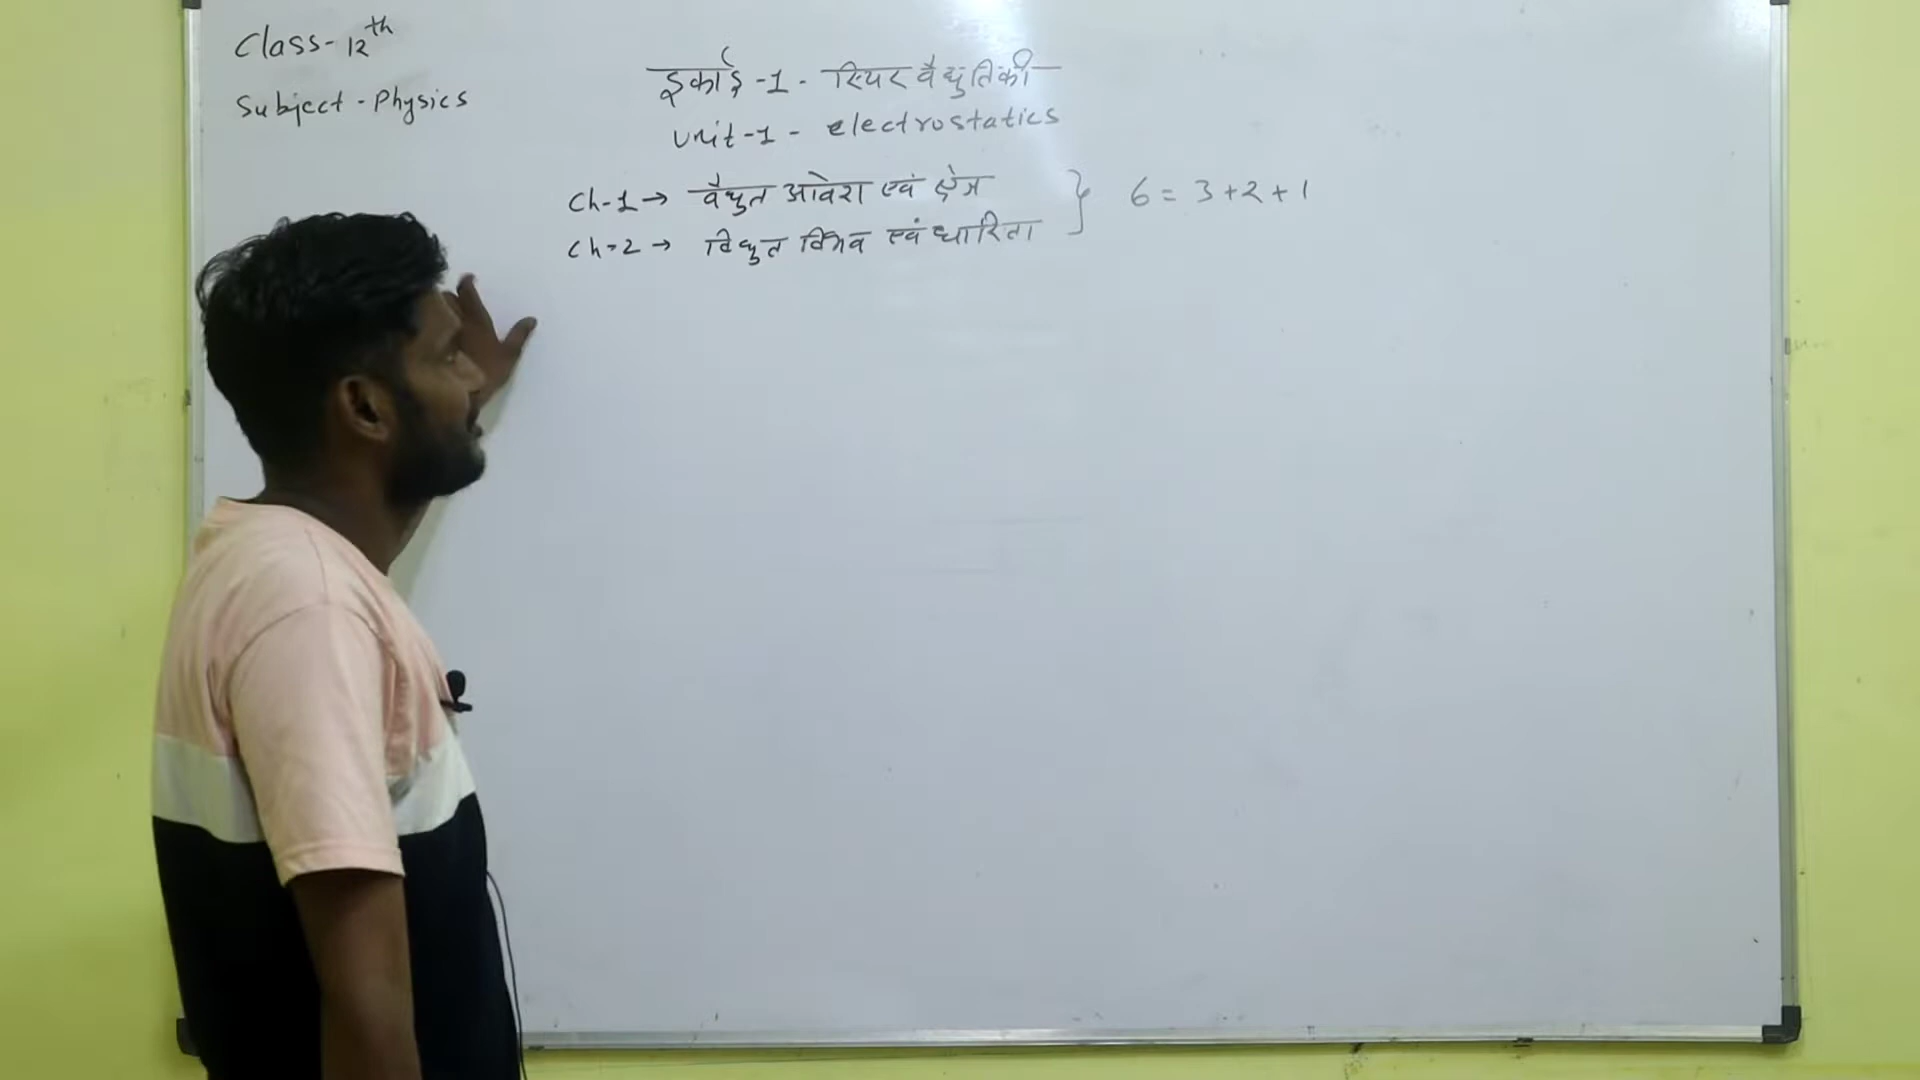 Class-12th
Subject-Physics
इकाई-1- स्थिर वैद्युतिकी
unit-1- electrostatics
Ch-1→ वैद्युत आवेश एवं क्षेत्र
Ch-2→ विद्युत विभव एवं धारिता
} 6=3+2+1